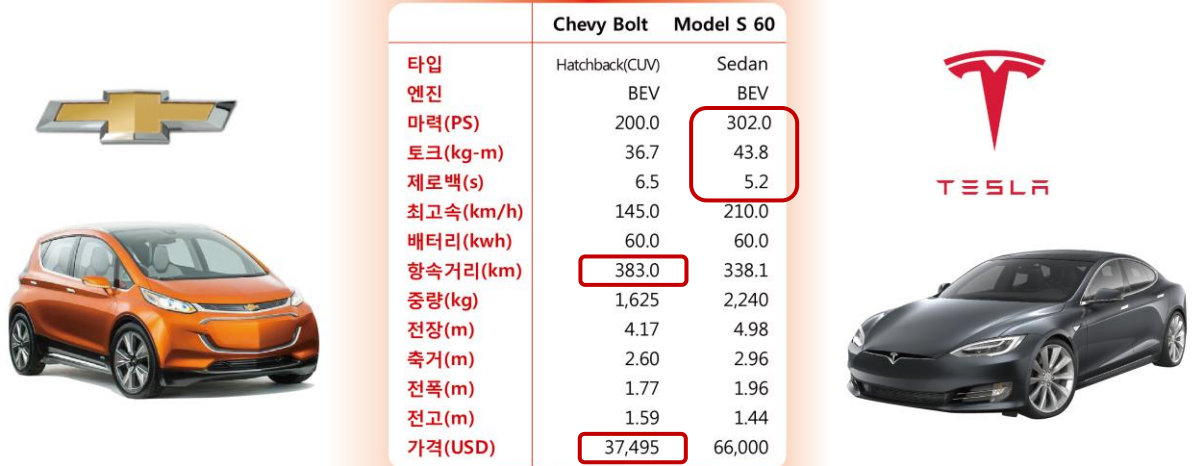 Chevy Bolt Model S 60
타입 Hatchback(CUV) Sedan
엔진 BEV BEV
마력(PS) 200.0 302.0
토크(kg-m) 36.7 43.8
제로백(s) 6.5 5.2
최고속(km/h) 145.0 210.0
배터리(kwh) 60.0 60.0
항속거리(km) 383.0 338.1
중량(kg) 1,625 2,240
전장(m) 4.17 4.98
축거(m) 2.60 2.96
전폭(m) 1.77 1.96
전고(m) 1.59 1.44
가격(USD) 37,495 66,000
TESLA